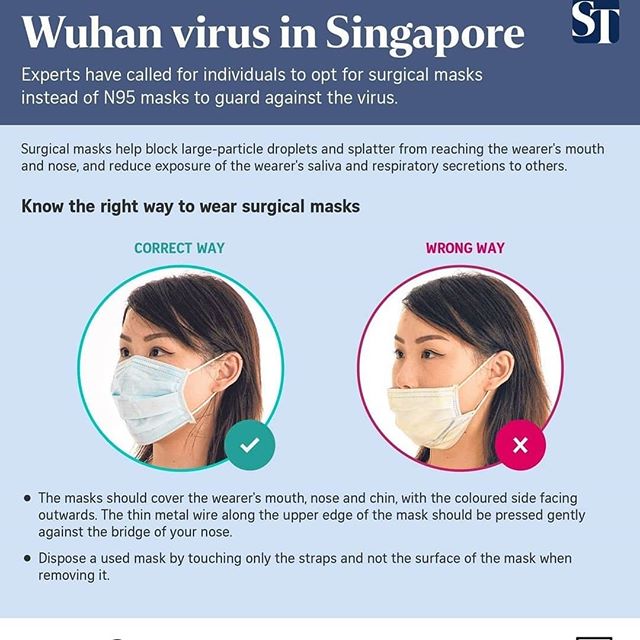 Wuhan virus in Singapore
ST
Experts have called for individuals to opt for surgical masks
instead of N95 masks to guard against the virus.
Surgical masks help block large-particle droplets and splatter from reaching the wearer's mouth
and nose, and reduce exposure of the wearer's saliva and respiratory secretions to others.
Know the right way to wear surgical masks
CORRECT WAY
WRONG WAY
• The masks should cover the wearer's mouth, nose and chin, with the coloured side facing
outwards. The thin metal wire along the upper edge of the mask should be pressed gently
against the bridge of your nose.
• Dispose a used mask by touching only the straps and not the surface of the mask when
removing it.